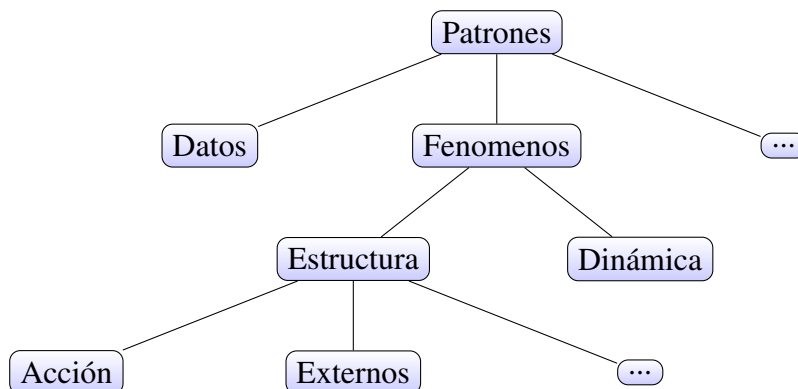 Patrones
Datos
Fenomenos
...
Estructura
Dinámica
Acción
Externos
...